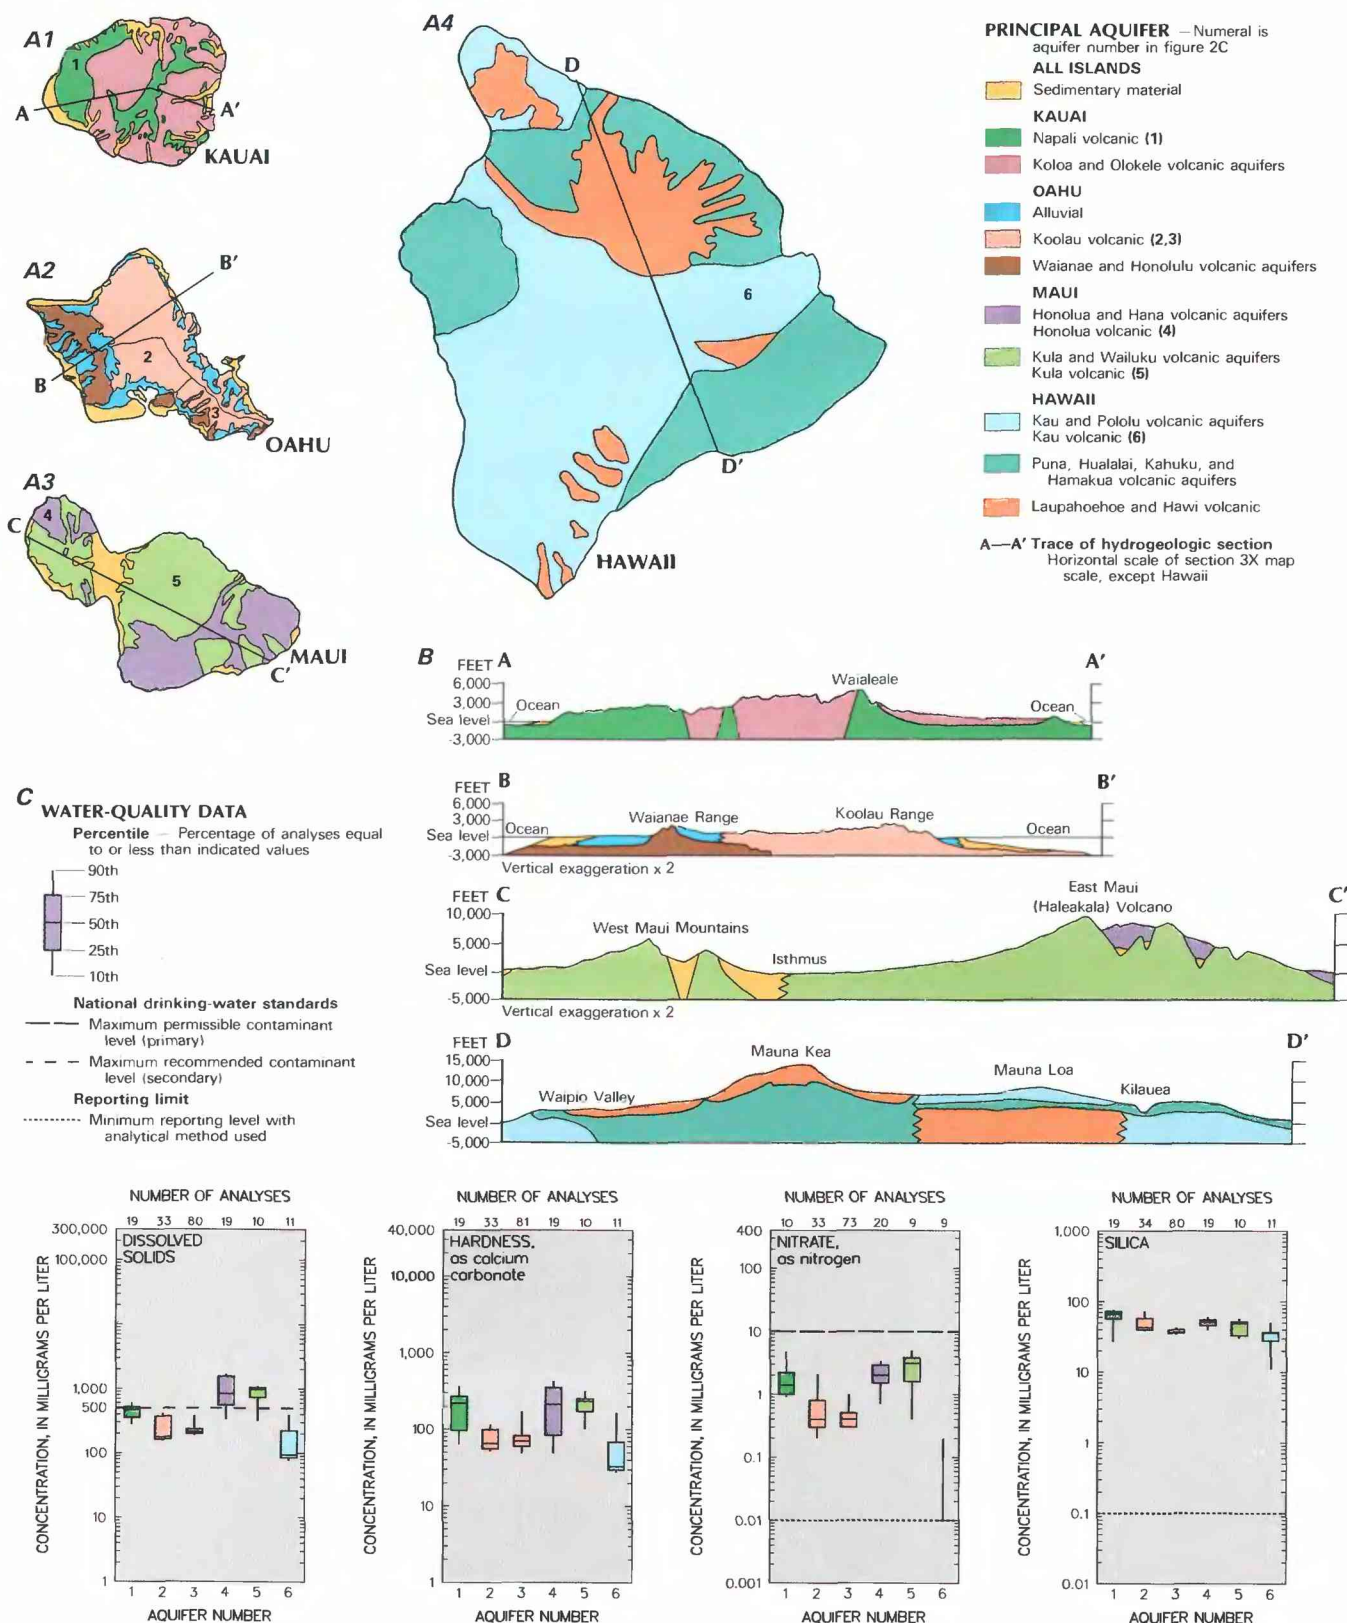 A1
1
A
A'
KAUAI
A2
B'
2
B
3
OAHU
A3
4
C
5
MAUI
C'
A4
D
6
D'
HAWAII
PRINCIPAL AQUIFER — Numeral is
aquifer number in figure 2C
ALL ISLANDS
Sedimentary material
KAUAI
Napali volcanic (1)
Koloa and Olokele volcanic aquifers
OAHU
Alluvial
Koolau volcanic (2,3)
Waianae and Honolulu volcanic aquifers
MAUI
Honolua and Hana volcanic aquifers
Honolua volcanic (4)
Kula and Wailuku volcanic aquifers
Kula volcanic (5)
HAWAII
Kau and Pololu volcanic aquifers
Kau volcanic (6)
Puna, Hualalai, Kahuku, and
Hamakua volcanic aquifers
Laupahoehoe and Hawi volcanic
A—A' Trace of hydrogeologic section
Horizontal scale of section 3X map
scale, except Hawaii
B
FEET A A'
6,000
3,000
Sea level
-3,000
Ocean
Waialeale
Ocean
FEET B B'
6,000
3,000
Sea level
-3,000
Ocean
Waianae Range
Koolau Range
Ocean
Vertical exaggeration x 2
FEET C C'
10,000
5,000
Sea level
-5,000
West Maui Mountains
Isthmus
East Maui
(Haleakala) Volcano
Vertical exaggeration x 2
FEET D D'
15,000
10,000
5,000
Sea level
-5,000
Waipio Valley
Mauna Kea
Mauna Loa
Kilauea
C
WATER-QUALITY DATA
Percentile — Percentage of analyses equal
to or less than indicated values
90th
75th
50th
25th
10th
National drinking-water standards
Maximum permissible contaminant
level (primary)
Maximum recommended contaminant
level (secondary)
Reporting limit
Minimum reporting level with
analytical method used
NUMBER OF ANALYSES
19 33 80 19 10 11
DISSOLVED
SOLIDS
CONCENTRATION, IN MILLIGRAMS PER LITER
300,000
100,000
1,000
500
100
10
1
1 2 3 4 5 6
AQUIFER NUMBER
NUMBER OF ANALYSES
19 33 81 19 10 11
HARDNESS,
as calcium
carbonate
CONCENTRATION, IN MILLIGRAMS PER LITER
40,000
10,000
1,000
100
10
1
1 2 3 4 5 6
AQUIFER NUMBER
NUMBER OF ANALYSES
10 33 73 20 9 9
NITRATE,
as nitrogen
CONCENTRATION, IN MILLIGRAMS PER LITER
400
100
10
1
0.1
0.01
0.001
1 2 3 4 5 6
AQUIFER NUMBER
NUMBER OF ANALYSES
19 34 80 19 10 11
SILICA
CONCENTRATION, IN MILLIGRAMS PER LITER
1,000
100
10
1
0.1
0.01
1 2 3 4 5 6
AQUIFER NUMBER